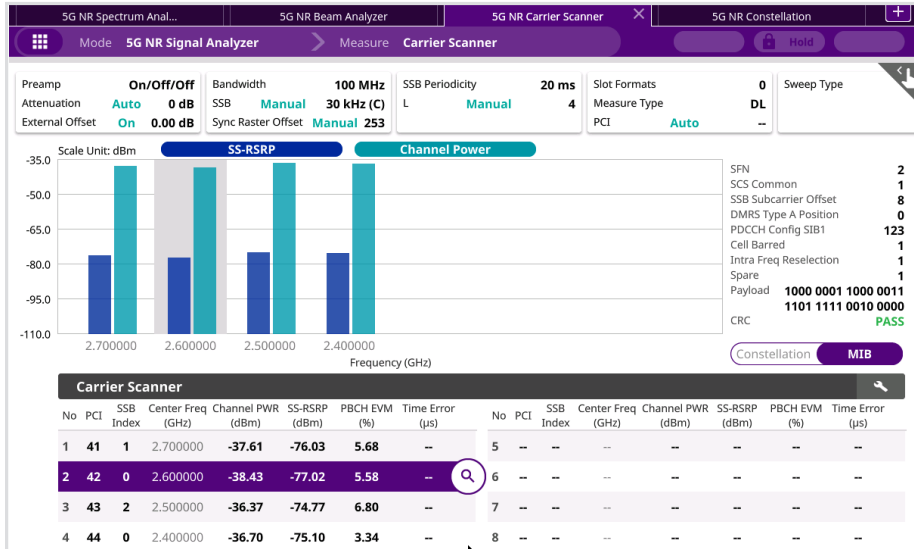 5G NR Spectrum Anal... 5G NR Beam Analyzer 5G NR Carrier Scanner 5G NR Constellation
Mode 5G NR Signal Analyzer Measure Carrier Scanner Hold
Preamp On/Off/Off Bandwidth 100 MHz SSB Periodicity 20 ms Slot Formats 0 Sweep Type
Attenuation Auto 0 dB SSB Manual 30 kHz (C) L Manual 4 Measure Type DL
External Offset On 0.00 dB Sync Raster Offset Manual 253 PCI Auto --
Scale Unit: dBm SS-RSRP Channel Power
-35.0
-50.0
-65.0
-80.0
-95.0
-110.0
2.700000 2.600000 2.500000 2.400000
Frequency (GHz)
SFN 2
SCS Common 1
SSB Subcarrier Offset 8
DMRS Type A Position 0
PDCCH Config SIB1 123
Cell Barred 1
Intra Freq Reselection 1
Spare 1
Payload 1000 0001 1000 0011
1101 1111 0010 0000
CRC PASS
Constellation MIB
Carrier Scanner
No PCI SSB Index Center Freq (GHz) Channel PWR (dBm) SS-RSRP (dBm) PBCH EVM (%) Time Error (µs) No PCI SSB Index Center Freq (GHz) Channel PWR (dBm) SS-RSRP (dBm) PBCH EVM (%) Time Error (µs)
1 41 1 2.700000 -37.61 -76.03 5.68 -- 5 -- -- -- -- -- -- --
2 42 0 2.600000 -38.43 -77.02 5.58 -- 6 -- -- -- -- -- -- --
3 43 2 2.500000 -36.37 -74.77 6.80 -- 7 -- -- -- -- -- -- --
4 44 0 2.400000 -36.70 -75.10 3.34 -- 8 -- -- -- -- -- -- --